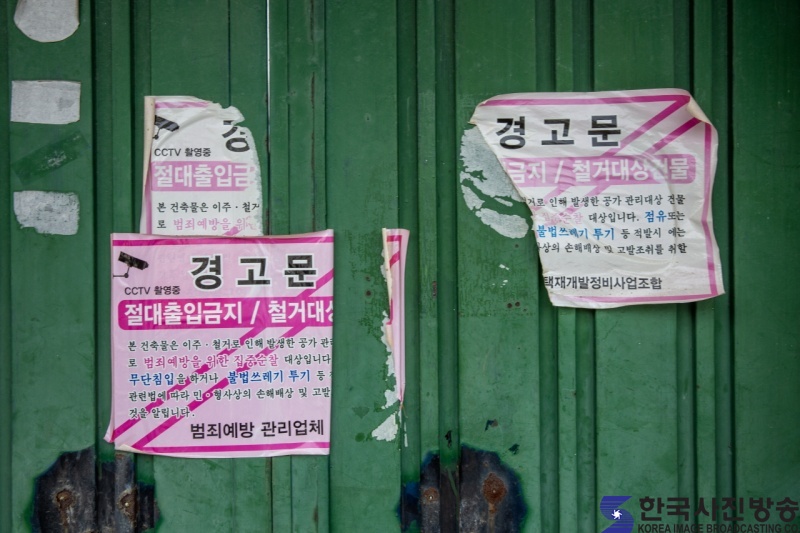 경
CCTV 촬영중
절대출입금
본 건축물은 이주·철거
로 범죄예방을 위
경고문
CCTV 촬영중
절대출입금지 / 철거대상
본 건축물은 이주·철거로 인해 발생한 공가 관리
로 범죄예방을 위한 집중순찰 대상입니다
무단침입을 하거나, 불법쓰레기 투기 등
관련법에 따라 민·형사상의 손해배상 및 고발
것을 알립니다.
범죄예방 관리업체
경고문
금지 / 철거대상건물
거로 인해 발생한 공가 관리대상 건물
순찰 대상입니다. 점유또는
불법쓰레기 투기 등 적발시 에는
사상의 손해배상 및 고발조취를 취할
택재개발정비사업조합
한국사진방송
KOREA IMAGE BROADCASTING CO